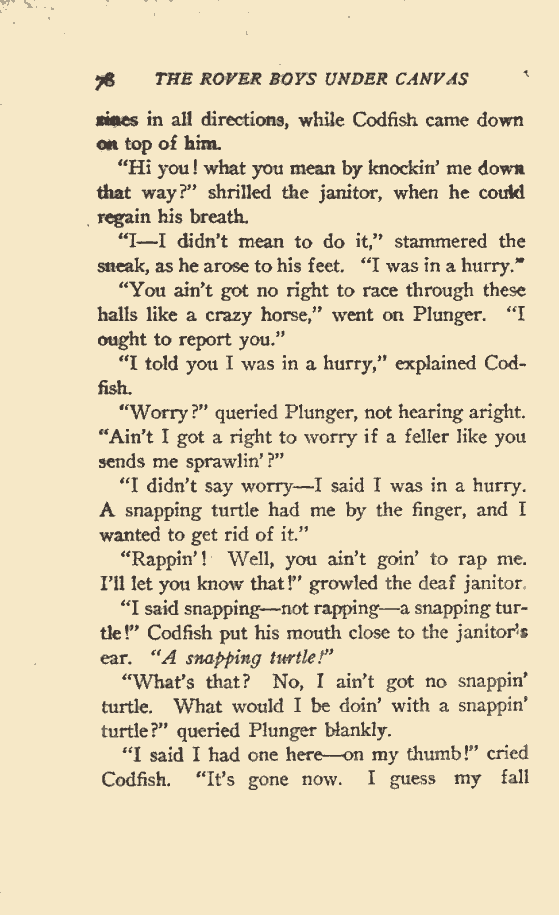 78 THE ROVER BOYS UNDER CANVAS
zines in all directions, while Codfish came down
on top of him.
"Hi you! what you mean by knockin' me down
that way?" shrilled the janitor, when he could
regain his breath.
"I—I didn't mean to do it," stammered the
sneak, as he arose to his feet. "I was in a hurry."
"You ain't got no right to race through these
halls like a crazy horse," went on Plunger. "I
ought to report you."
"I told you I was in a hurry," explained Cod-
fish.
"Worry?" queried Plunger, not hearing aright.
"Ain't I got a right to worry if a feller like you
sends me sprawlin'?"
"I didn't say worry—I said I was in a hurry.
A snapping turtle had me by the finger, and I
wanted to get rid of it."
"Rappin'! Well, you ain't goin' to rap me.
I'll let you know that!" growled the deaf janitor.
"I said snapping—not rapping—a snapping tur-
tle!" Codfish put his mouth close to the janitor's
ear. "A snapping turtle!"
"What's that? No, I ain't got no snappin'
turtle. What would I be doin' with a snappin'
turtle?" queried Plunger blankly.
"I said I had one here—on my thumb!" cried
Codfish. "It's gone now. I guess my fall